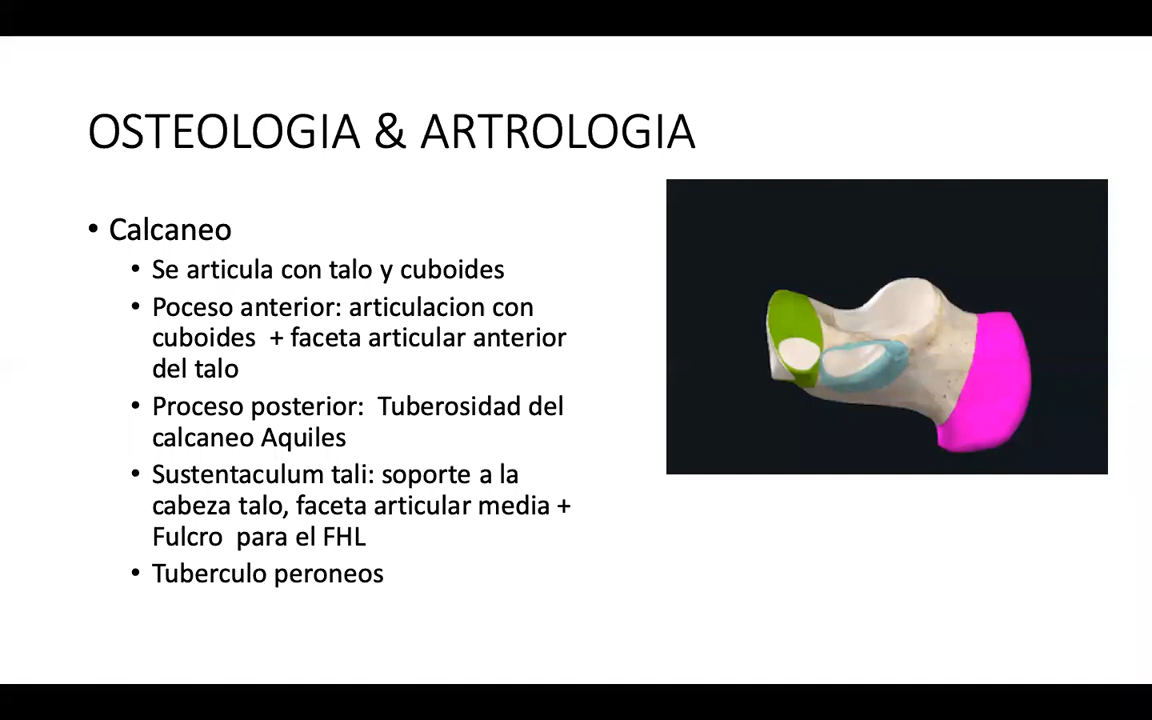 OSTEOLOGIA & ARTROLOGIA
• Calcaneo
• Se articula con talo y cuboides
• Poceso anterior: articulacion con
cuboides + faceta articular anterior
del talo
• Proceso posterior: Tuberosidad del
calcaneo Aquiles
• Sustentaculum tali: soporte a la
cabeza talo, faceta articular media +
Fulcro para el FHL
• Tuberculo peroneos